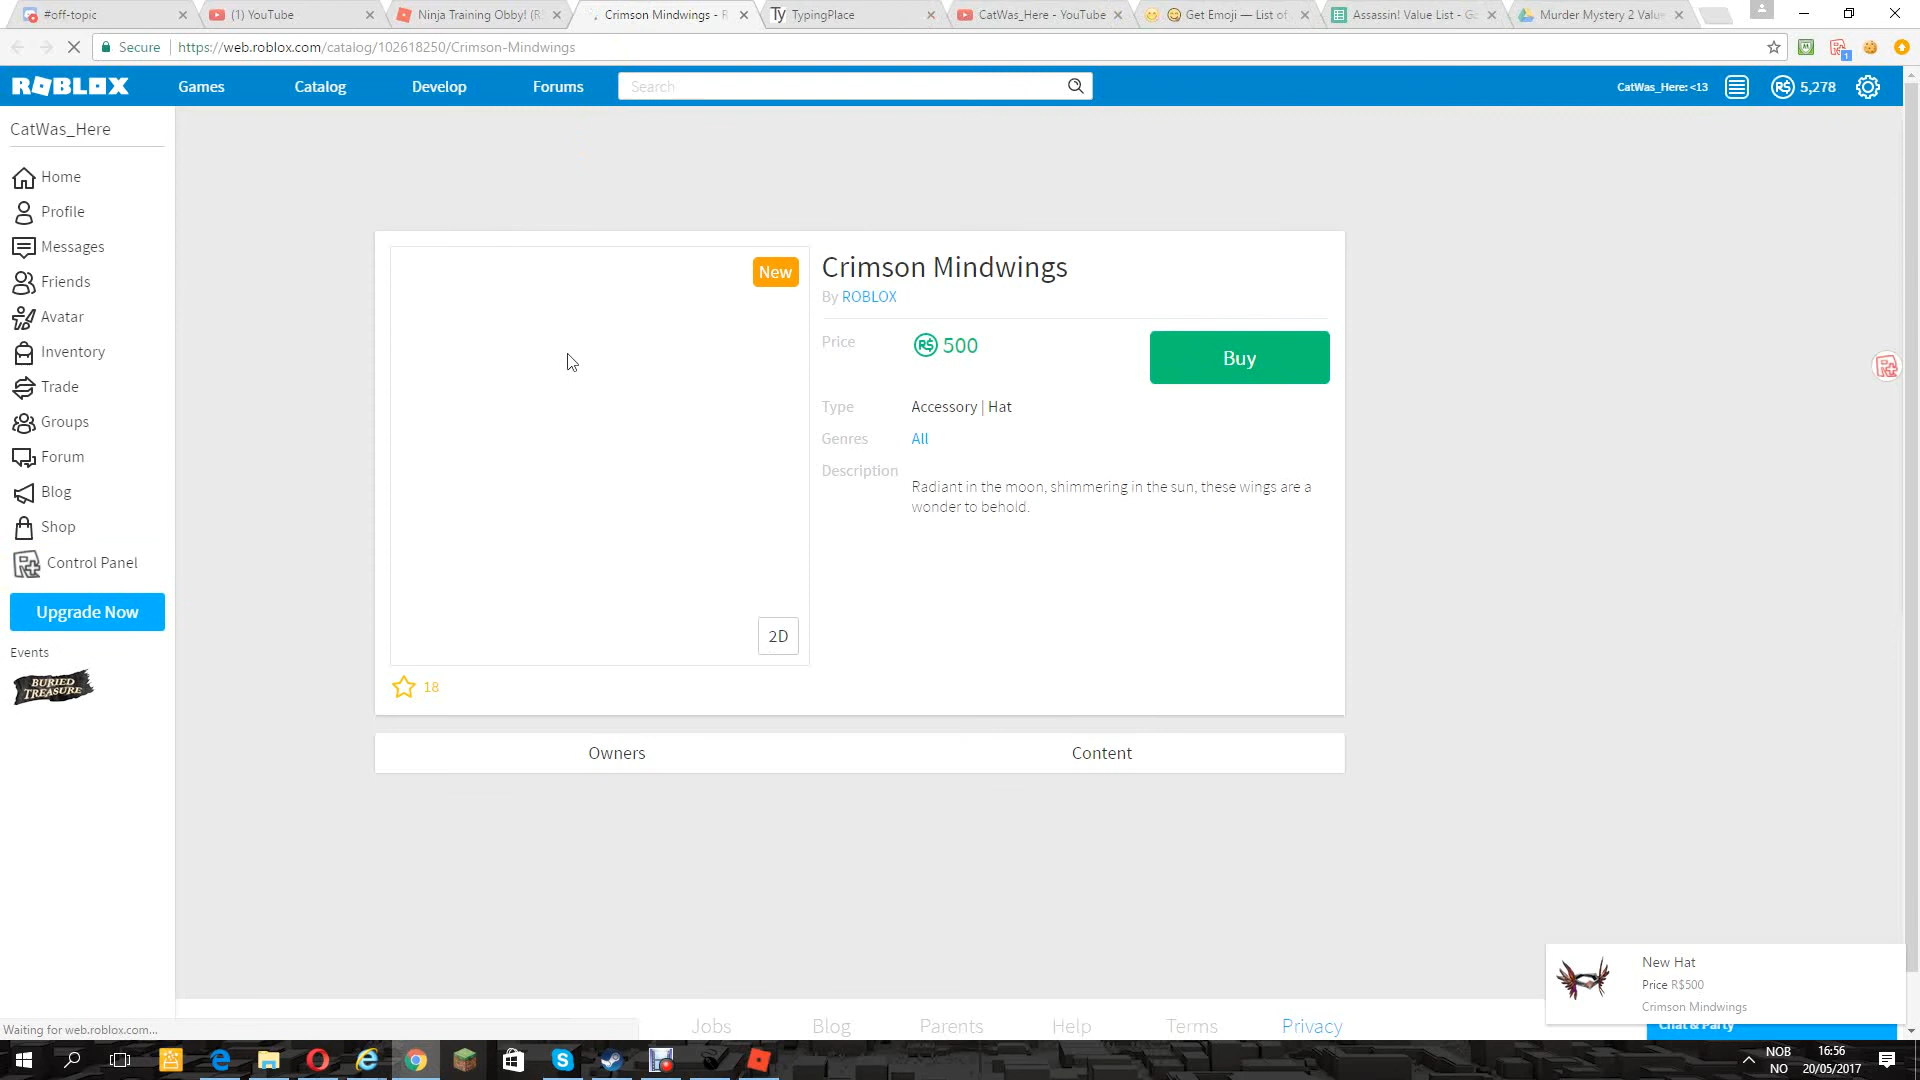 #off-topic
(1) YouTube
Ninja Training Obby! (R
Crimson Mindwings - R
TypingPlace
CatWas_Here - YouTube
Get Emoji — List of
Assassin! Value List - Go
Murder Mystery 2 Value
Secure https://web.roblox.com/catalog/102618250/Crimson-Mindwings
1
ROBLOX Games Catalog Develop Forums Search CatWas_Here: <13 R$ 5,278
CatWas_Here
Home
Profile
Messages
Friends
Avatar
Inventory
Trade
Groups
Forum
Blog
Shop
R+ Control Panel
Upgrade Now
Events
BURIED
TREASURE
New
2D
18
Crimson Mindwings
By ROBLOX
Price R$ 500
Buy
Type Accessory | Hat
Genres All
Description
Radiant in the moon, shimmering in the sun, these wings are a
wonder to behold.
Owners Content
New Hat
Price R$500
Crimson Mindwings
Chat & Party
Waiting for web.roblox.com...
Jobs Blog Parents Help Terms Privacy
NOB
NO
16:56
20/05/2017